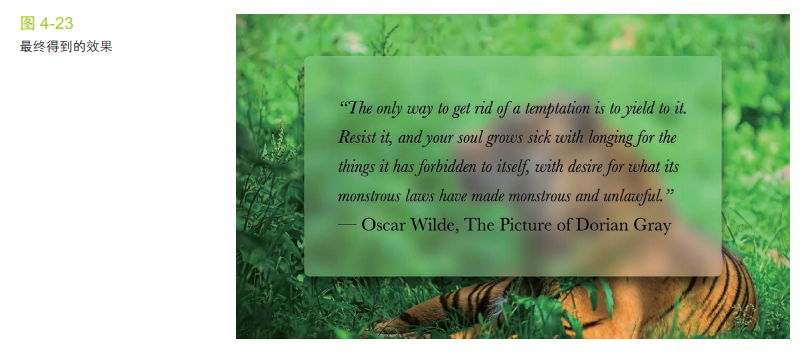 图 4-23
最终得到的效果
“The only way to get rid of a temptation is to yield to it.
Resist it, and your soul grows sick with longing for the
things it has forbidden to itself, with desire for what its
monstrous laws have made monstrous and unlawful.”
— Oscar Wilde, The Picture of Dorian Gray